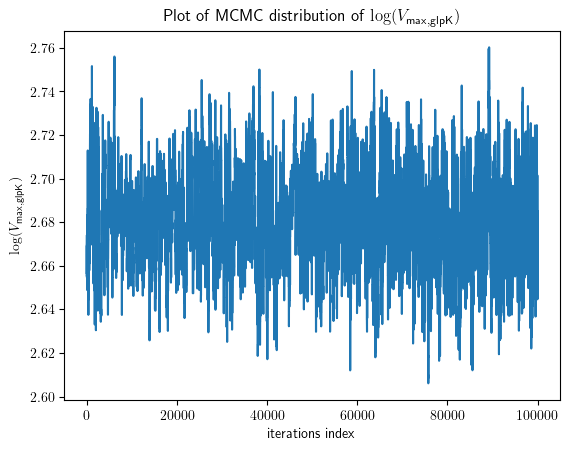 Plot of MCMC distribution of log(V_max,glpK)
log(V_max,glpK)
2.76
2.74
2.72
2.70
2.68
2.66
2.64
2.62
2.60
0 20000 40000 60000 80000 100000
iterations index